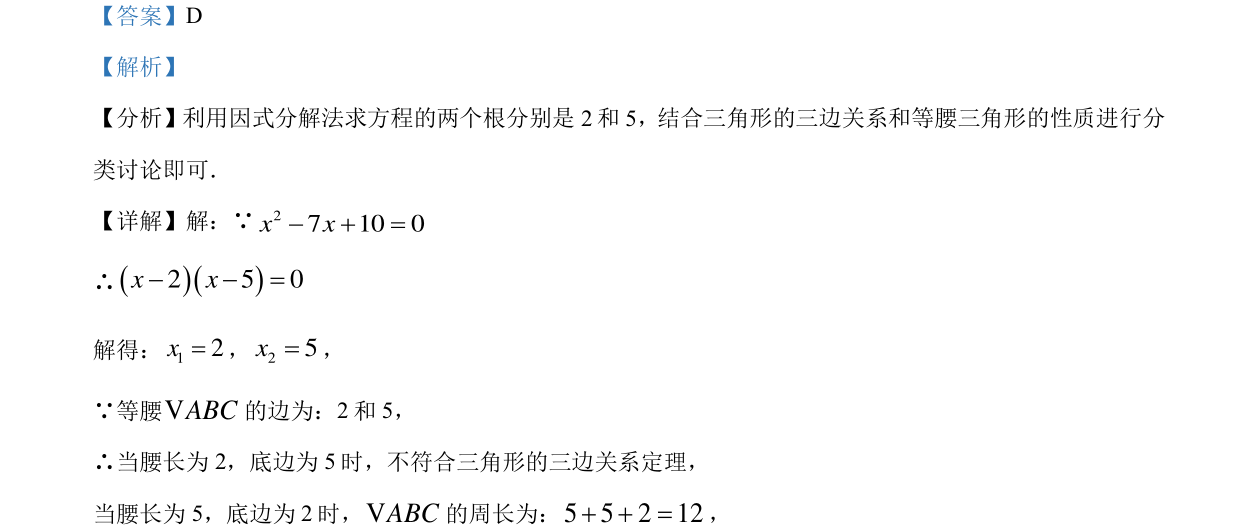 【答案】D
【解析】
【分析】利用因式分解法求方程的两个根分别是 2 和 5，结合三角形的三边关系和等腰三角形的性质进行分
类讨论即可．
【详解】解：∵ x² − 7x + 10 = 0
∴(x − 2)(x − 5) = 0
解得：x₁ = 2，x₂ = 5，
∵等腰VABC 的边为：2 和 5，
∴当腰长为 2，底边为 5 时，不符合三角形的三边关系定理，
当腰长为 5，底边为 2 时，VABC 的周长为：5 + 5 + 2 = 12，